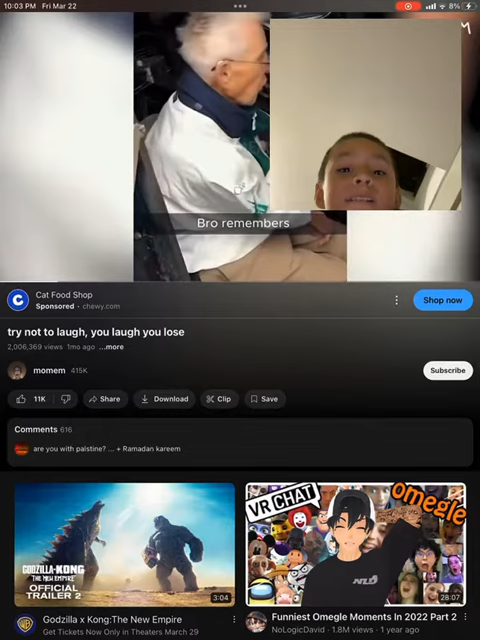 10:03 PM Fri Mar 22
8%
Bro remembers
C
Cat Food Shop
Sponsored · chewy.com
Shop now
try not to laugh, you laugh you lose
2,006,369 views 1mo ago ...more
momem 415K
Subscribe
11K
Share
Download
Clip
Save
Comments 616
are you with palstine? ... + Ramadan kareem
GODZILLA x KONG
THE NEW EMPIRE
OFFICIAL
TRAILER 2
3:04
VR CHAT
omegle
28:07
Godzilla x Kong:The New Empire
Get Tickets Now Only in Theaters March 29
Funniest Omegle Moments In 2022 Part 2
NoLogicDavid · 1.8M views · 1 year ago